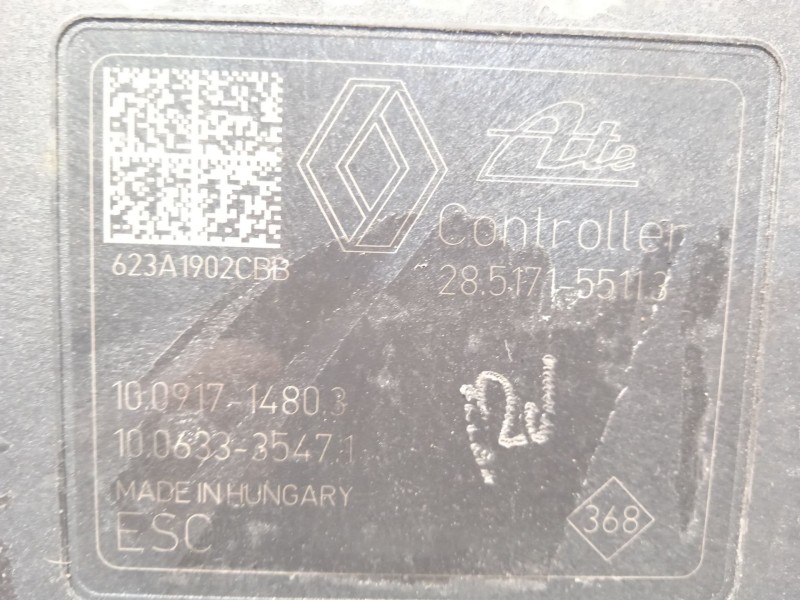 Ate
623A1902CBB
Controller
28.5171-5511.3
10.0917-1480.3
10.0633-3547.1
MADE IN HUNGARY
ESC
368